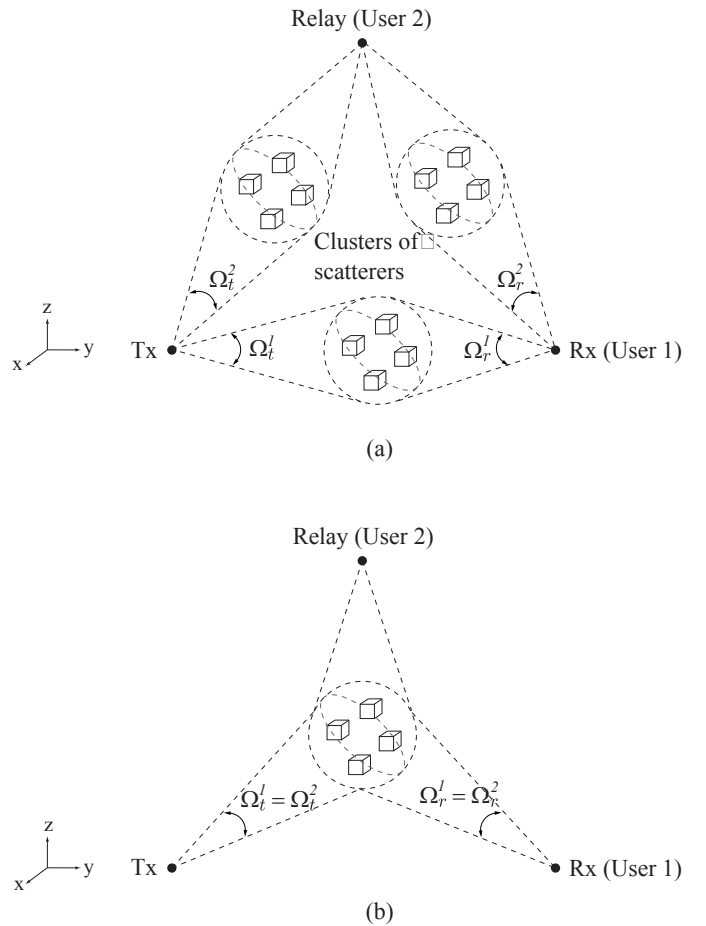 Relay (User 2)
Clusters of□
scatterers
Ω_t^2
Ω_r^2
z
x
y
Tx
Ω_t^1
Ω_r^1
Rx (User 1)
(a)
Relay (User 2)
Ω_t^1 = Ω_t^2
Ω_r^1 = Ω_r^2
z
x
y
Tx
Rx (User 1)
(b)